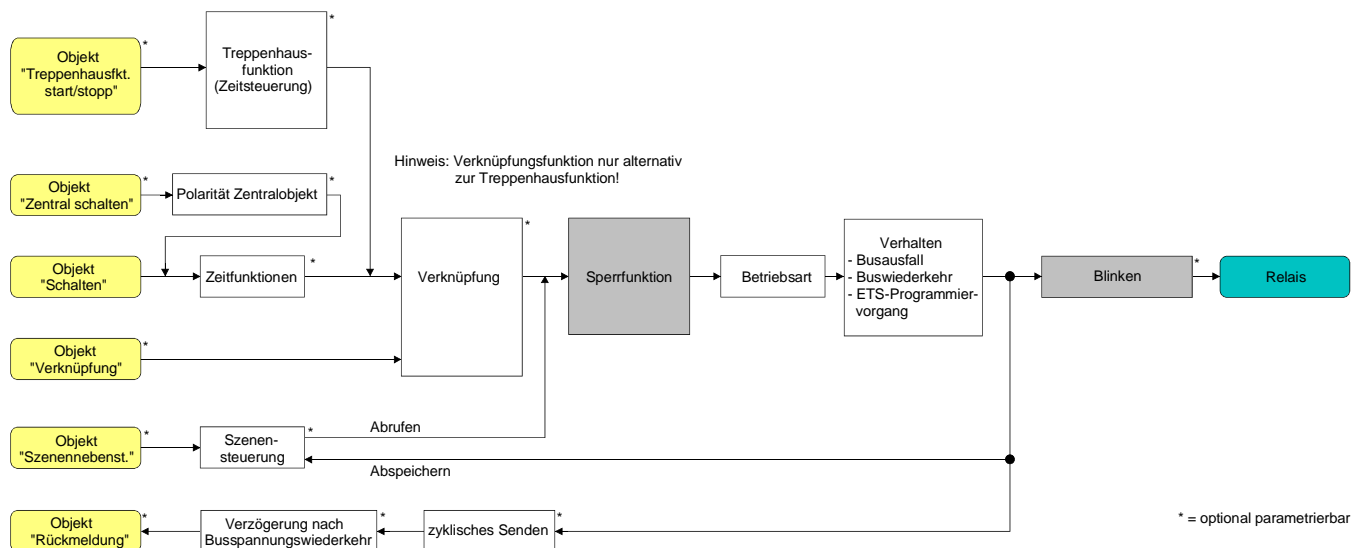 *
*
Objekt
"Treppenhausfkt.
start/stopp"
Treppenhaus-
funktion
(Zeitsteuerung)
Hinweis: Verknüpfungsfunktion nur alternativ
zur Treppenhausfunktion!
*
*
Objekt
"Zentral schalten"
Polarität Zentralobjekt
*
*
*
Objekt
"Schalten"
Zeitfunktionen
Verknüpfung
Sperrfunktion
Betriebsart
Verhalten
- Busausfall
- Buswiederkehr
- ETS-Programmier-
vorgang
*
Blinken
Relais
*
Objekt
"Verknüpfung"
*
*
Objekt
"Szenennebenst."
Szenen-
steuerung
Abrufen
Abspeichern
*
*
*
Objekt
"Rückmeldung"
Verzögerung nach
Busspannungswiederkehr
zyklisches Senden
* = optional parametrierbar